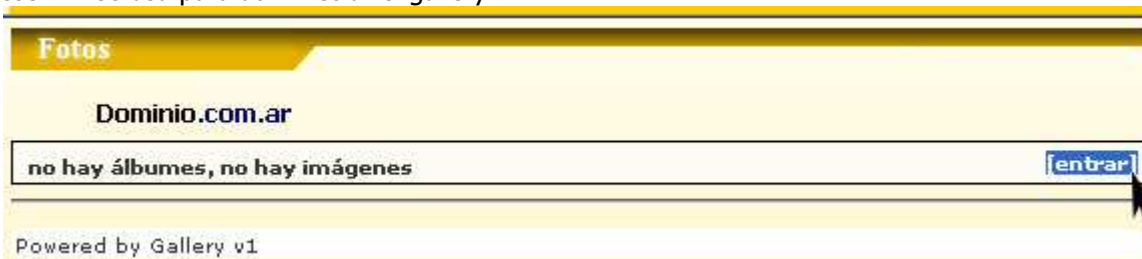 Fotos
Dominio.com.ar
no hay álbumes, no hay imágenes [entrar]
Powered by Gallery v1